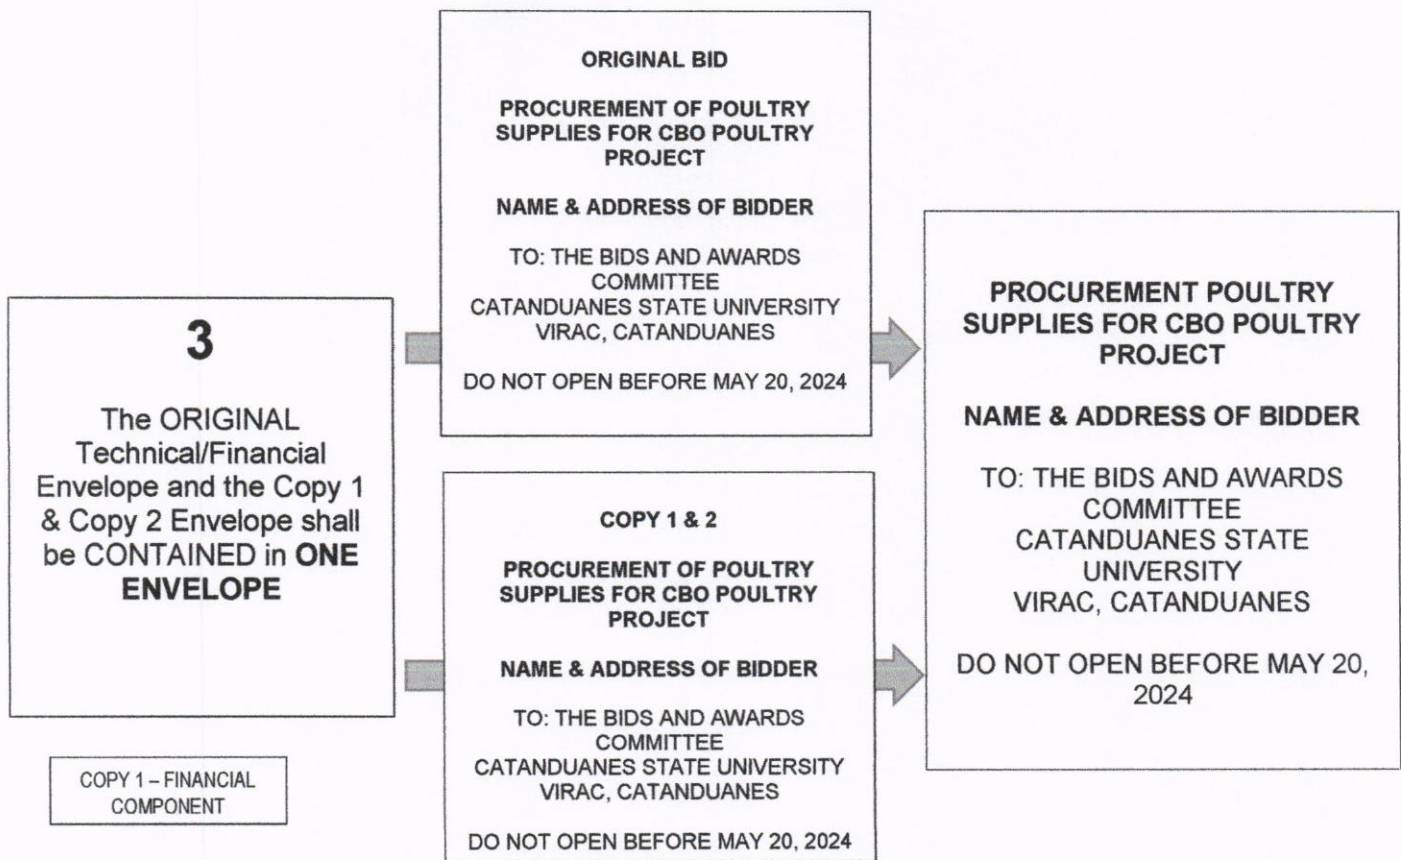 3
The ORIGINAL
Technical/Financial
Envelope and the Copy 1
& Copy 2 Envelope shall
be CONTAINED in ONE
ENVELOPE
COPY 1 – FINANCIAL
COMPONENT
ORIGINAL BID
PROCUREMENT OF POULTRY
SUPPLIES FOR CBO POULTRY
PROJECT
NAME & ADDRESS OF BIDDER
TO: THE BIDS AND AWARDS
COMMITTEE
CATANDUANES STATE UNIVERSITY
VIRAC, CATANDUANES
DO NOT OPEN BEFORE MAY 20, 2024
COPY 1 & 2
PROCUREMENT OF POULTRY
SUPPLIES FOR CBO POULTRY
PROJECT
NAME & ADDRESS OF BIDDER
TO: THE BIDS AND AWARDS
COMMITTEE
CATANDUANES STATE UNIVERSITY
VIRAC, CATANDUANES
DO NOT OPEN BEFORE MAY 20, 2024
PROCUREMENT POULTRY
SUPPLIES FOR CBO POULTRY
PROJECT
NAME & ADDRESS OF BIDDER
TO: THE BIDS AND AWARDS
COMMITTEE
CATANDUANES STATE
UNIVERSITY
VIRAC, CATANDUANES
DO NOT OPEN BEFORE MAY 20,
2024